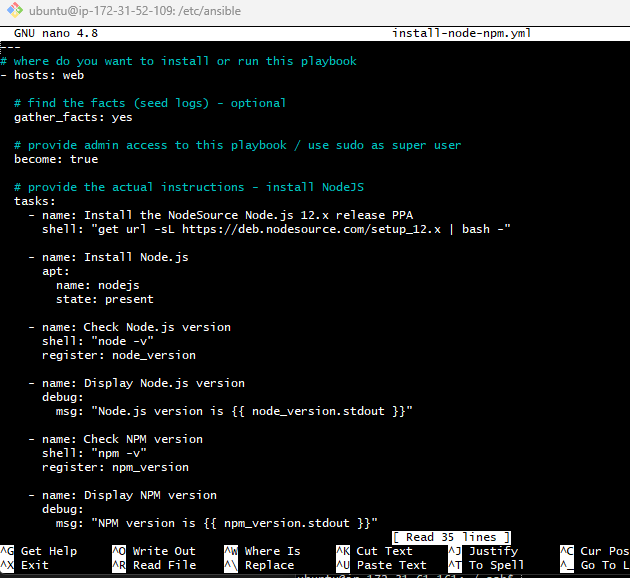 ubuntu@ip-172-31-52-109: /etc/ansible
GNU nano 4.8 install-node-npm.yml
---
# where do you want to install or run this playbook
- hosts: web
# find the facts (seed logs) - optional
gather_facts: yes
# provide admin access to this playbook / use sudo as super user
become: true
# provide the actual instructions - install NodeJS
tasks:
- name: Install the NodeSource Node.js 12.x release PPA
shell: "get url -sL https://deb.nodesource.com/setup_12.x | bash -"
- name: Install Node.js
apt:
name: nodejs
state: present
- name: Check Node.js version
shell: "node -v"
register: node_version
- name: Display Node.js version
debug:
msg: "Node.js version is {{ node_version.stdout }}"
- name: Check NPM version
shell: "npm -v"
register: npm_version
- name: Display NPM version
debug:
msg: "NPM version is {{ npm_version.stdout }}"
[ Read 35 lines ]
^G Get Help ^O Write Out ^W Where Is ^K Cut Text ^J Justify ^C Cur Pos
^X Exit ^R Read File ^\ Replace ^U Paste Text ^T To Spell ^_ Go To L